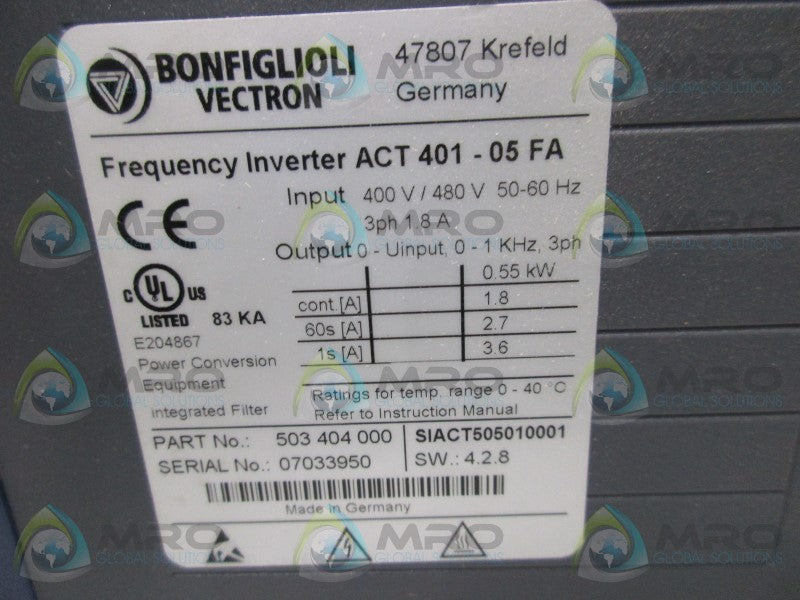 BONFIGLIOLI
VECTRON
47807 Krefeld
Germany
Frequency Inverter ACT 401 - 05 FA
Input 400 V / 480 V 50-60 Hz
3ph 1.8 A
Output 0 - Uinput, 0 - 1 KHz, 3ph
0.55 kW
cont.[A] 1.8
60s [A] 2.7
1s [A] 3.6
CE
C UL US
LISTED 83 KA
E204867
Power Conversion
Equipment
integrated Filter
Ratings for temp. range 0 - 40 °C
Refer to Instruction Manual
PART No.: 503 404 000
SIACT505010001
SERIAL No.: 07033950
SW.: 4.2.8
Made in Germany
MRO
GLOBAL SOLUTIONS